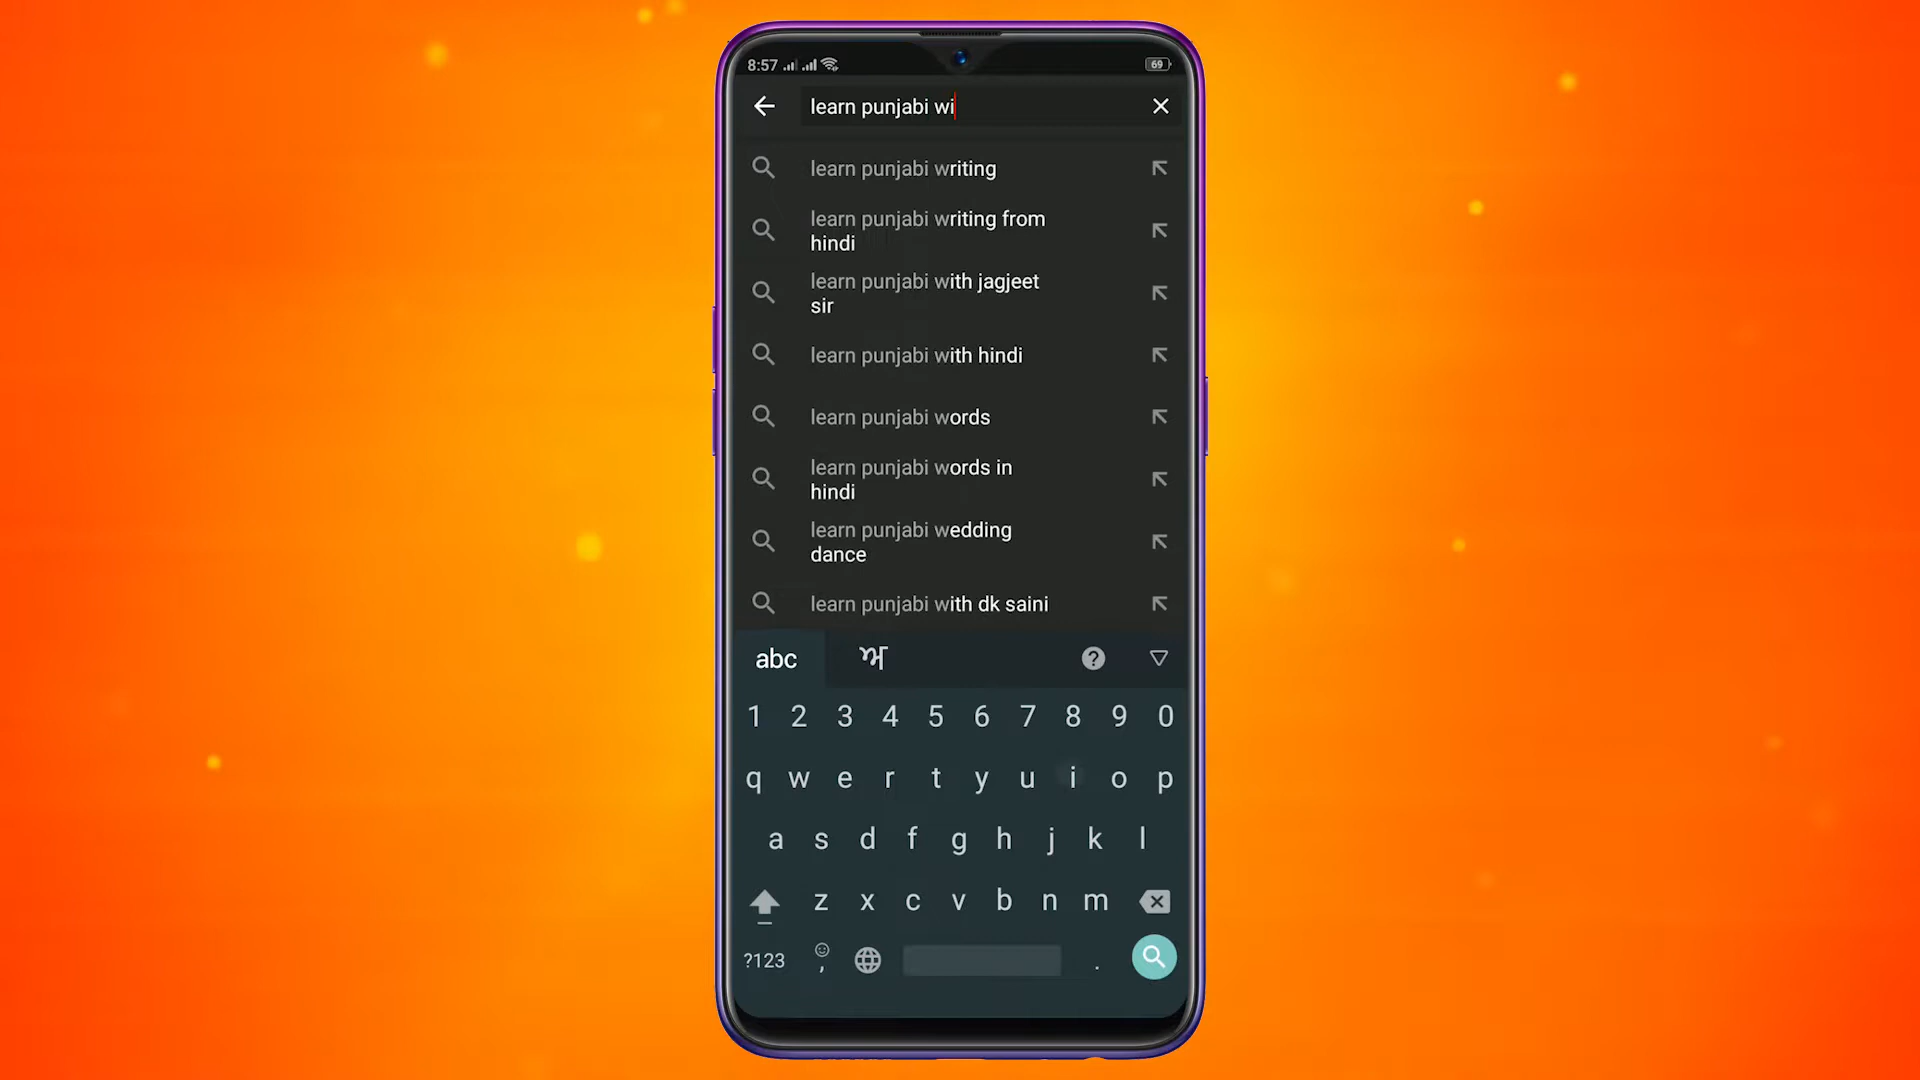 8:57
69
learn punjabi wi
learn punjabi writing
learn punjabi writing from
hindi
learn punjabi with jagjeet
sir
learn punjabi with hindi
learn punjabi words
learn punjabi words in
hindi
learn punjabi wedding
dance
learn punjabi with dk saini
abc ਅ ?
1 2 3 4 5 6 7 8 9 0
q w e r t y u i o p
a s d f g h j k l
z x c v b n m
?123 , .